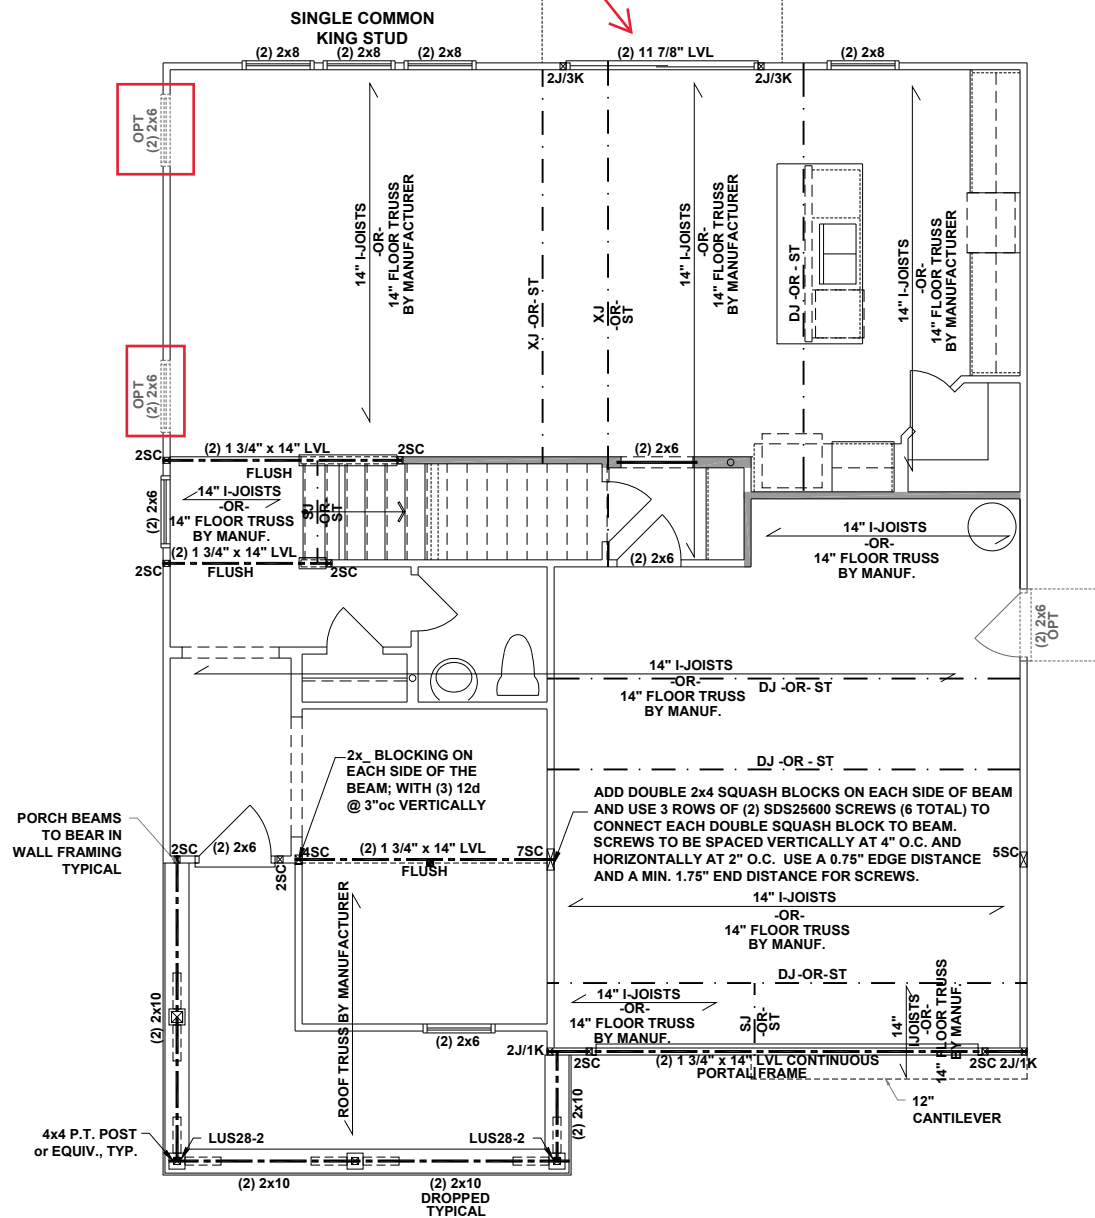 SINGLE COMMON
KING STUD
(2) 2x8
(2) 2x8
(2) 2x8
(2) 11 7/8" LVL
(2) 2x8
2J/3K
2J/3K
OPT
(2) 2x6
14" I-JOISTS
-OR-
14" FLOOR TRUSS
BY MANUFACTURER
14" I-JOISTS
-OR-
14" FLOOR TRUSS
BY MANUFACTURER
14" I-JOISTS
-OR-
14" FLOOR TRUSS
BY MANUFACTURER
XJ -OR- ST
XJ
-OR-
ST
DJ -OR - ST
OPT
(2) 2x6
2SC
(2) 1 3/4" x 14" LVL
2SC
FLUSH
(2) 2x6
(2) 2x6
14" I-JOISTS
-OR-
14" FLOOR TRUSS
BY MANUF.
SJ
-OR-
ST
(2) 1 3/4" x 14" LVL
2SC
FLUSH
2SC
(2) 2x6
14" I-JOISTS
-OR-
14" FLOOR TRUSS
BY MANUF.
(2) 2x6
OPT
14" I-JOISTS
-OR-
14" FLOOR TRUSS
BY MANUF.
DJ -OR- ST
DJ -OR - ST
2x_ BLOCKING ON
EACH SIDE OF THE
BEAM; WITH (3) 12d
@ 3"oc VERTICALLY
ADD DOUBLE 2x4 SQUASH BLOCKS ON EACH SIDE OF BEAM
AND USE 3 ROWS OF (2) SDS25600 SCREWS (6 TOTAL) TO
CONNECT EACH DOUBLE SQUASH BLOCK TO BEAM.
SCREWS TO BE SPACED VERTICALLY AT 4" O.C. AND
HORIZONTALLY AT 2" O.C. USE A 0.75" EDGE DISTANCE
AND A MIN. 1.75" END DISTANCE FOR SCREWS.
PORCH BEAMS
TO BEAR IN
WALL FRAMING
TYPICAL
2SC
(2) 2x6
2SC
4SC
(2) 1 3/4" x 14" LVL
7SC
FLUSH
5SC
14" I-JOISTS
-OR-
14" FLOOR TRUSS
BY MANUF.
ROOF TRUSS BY MANUFACTURER
DJ -OR-ST
14" I-JOISTS
-OR-
14" FLOOR TRUSS
BY MANUF.
SJ
-OR-
ST
14"
IJOISTS
-OR-
14" FLOOR TRUSS
BY MANUF.
(2) 2x10
(2) 2x6
2J/1K
2SC
(2) 1 3/4" x 14" LVL CONTINUOUS
PORTAL FRAME
2SC
2J/1K
12"
CANTILEVER
(2) 2x10
4x4 P.T. POST
or EQUIV., TYP.
LUS28-2
LUS28-2
(2) 2x10
(2) 2x10
DROPPED
TYPICAL